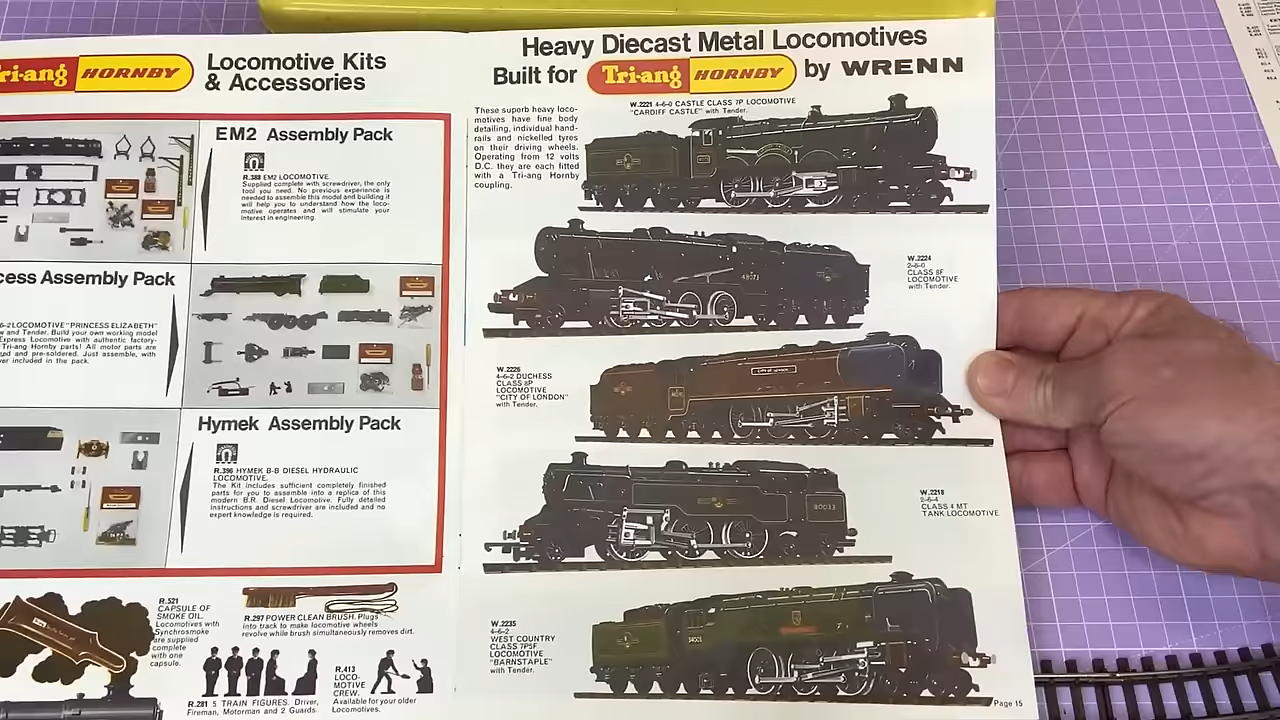 Tri-ang HORNBY
Locomotive Kits
& Accessories
EM2 Assembly Pack
R.388 EM2 LOCOMOTIVE.
Supplied complete with screwdriver, the only
tool you need. No previous experience is
needed to assemble this model and building it
will help you to understand how the loco-
motive operates and will stimulate your
interest in engineering.
cess Assembly Pack
6-2 LOCOMOTIVE "PRINCESS ELIZABETH"
and Tender. Build your own working model
Express Locomotive with authentic factory-
Tri-ang Hornby parts! All motor parts are
and pre-soldered. Just assemble, with
ver included in the pack.
Hymek Assembly Pack
R.396 HYMEK B-B DIESEL HYDRAULIC
LOCOMOTIVE.
The Kit includes sufficient completely finished
parts for you to assemble into a replica of this
modern B.R. Diesel Locomotive. Fully detailed
instructions and screwdriver are included and no
expert knowledge is required.
R.521
CAPSULE OF
SMOKE OIL.
Locomotives with
Synchrosmoke
are supplied
complete
with one
capsule.
R.297 POWER CLEAN BRUSH. Plugs
into track to make locomotive wheels
revolve while brush simultaneously removes dirt.
R.281 5 TRAIN FIGURES. Driver,
Fireman, Motorman and 2 Guards.
R.413
LOCO-
MOTIVE
CREW.
Available for your older
Locomotives.
Heavy Diecast Metal Locomotives
Built for Tri-ang HORNBY by WRENN
These superb heavy loco-
motives have fine body
detailing, individual hand-
rails and nickelled tyres
on their driving wheels.
Operating from 12 volts
D.C. they are each fitted
with a Tri-ang Hornby
coupling.
W.2221 4-6-0 CASTLE CLASS 7P LOCOMOTIVE
"CARDIFF CASTLE" with Tender.
W.2224
2-8-0
CLASS 8F
LOCOMOTIVE
with Tender.
48073
W.2226
4-6-2 DUCHESS
CLASS 8P
LOCOMOTIVE
"CITY OF LONDON"
with Tender.
CITY OF LONDON
W.2218
2-6-4
CLASS 4 MT
TANK LOCOMOTIVE
80033
W.2235
4-6-2
WEST COUNTRY
CLASS 7P5F
LOCOMOTIVE
"BARNSTAPLE"
with Tender.
34005
Page 15